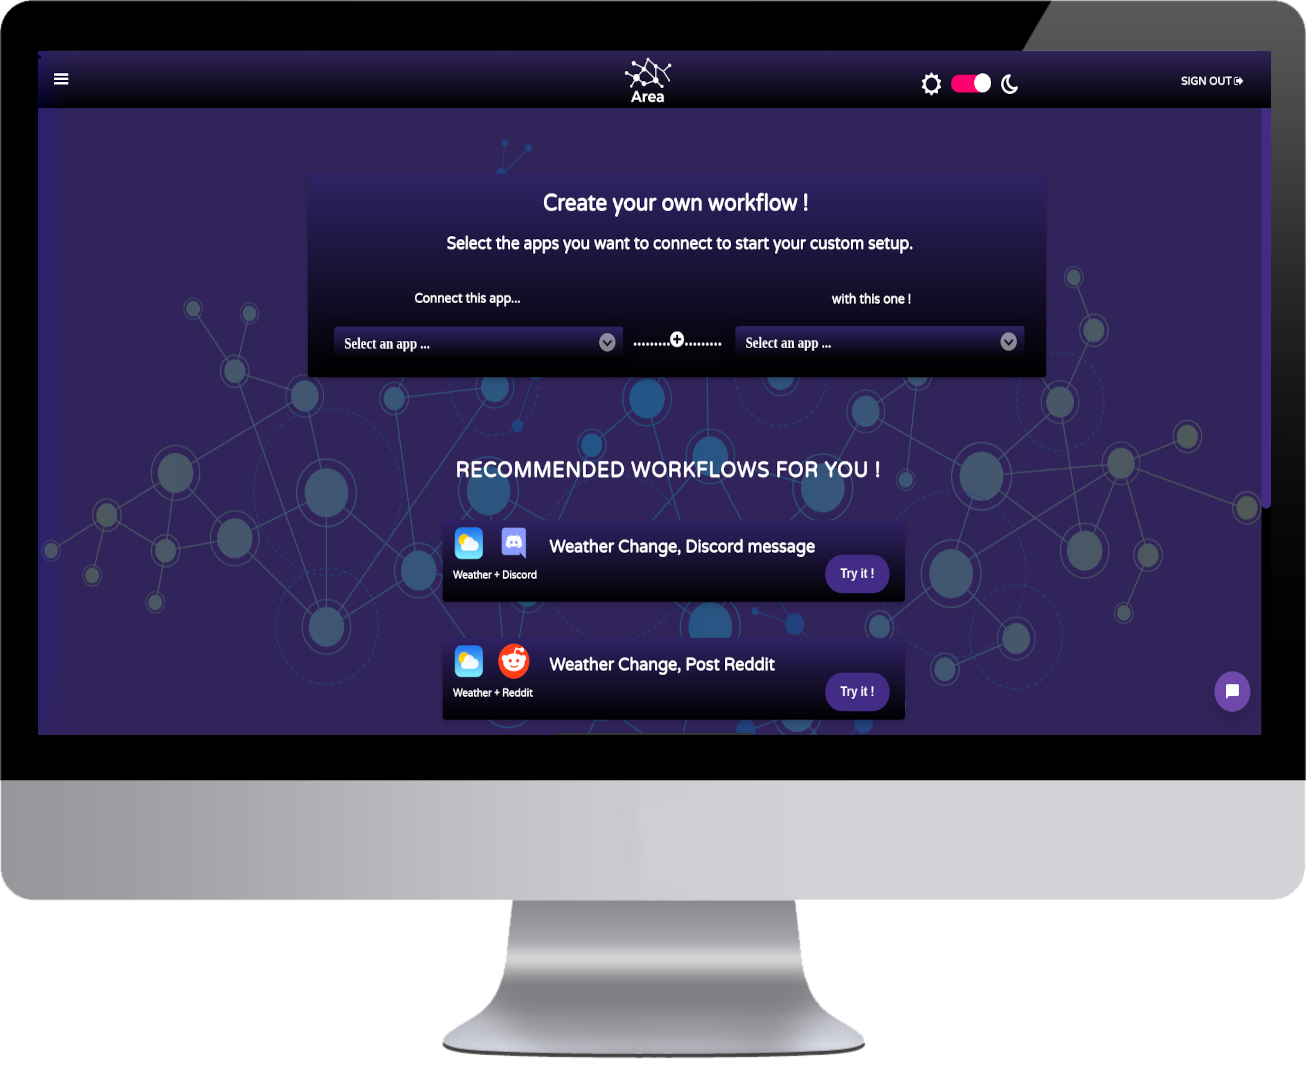 Area
SIGN OUT
Create your own workflow !
Select the apps you want to connect to start your custom setup.
Connect this app...
with this one !
Select an app ...
Select an app ...
RECOMMENDED WORKFLOWS FOR YOU !
Weather Change, Discord message
Weather + Discord
Try it !
Weather Change, Post Reddit
Weather + Reddit
Try it !